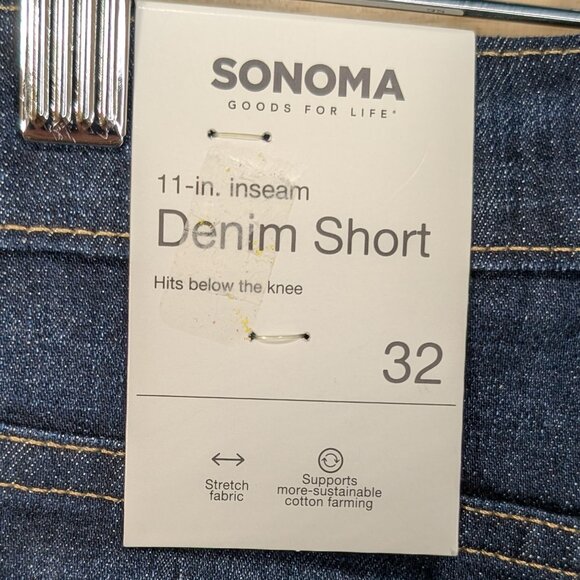 SONOMA
GOODS FOR LIFE®
11-in. inseam
Denim Short
Hits below the knee
32
Stretch
fabric
Supports
more-sustainable
cotton farming